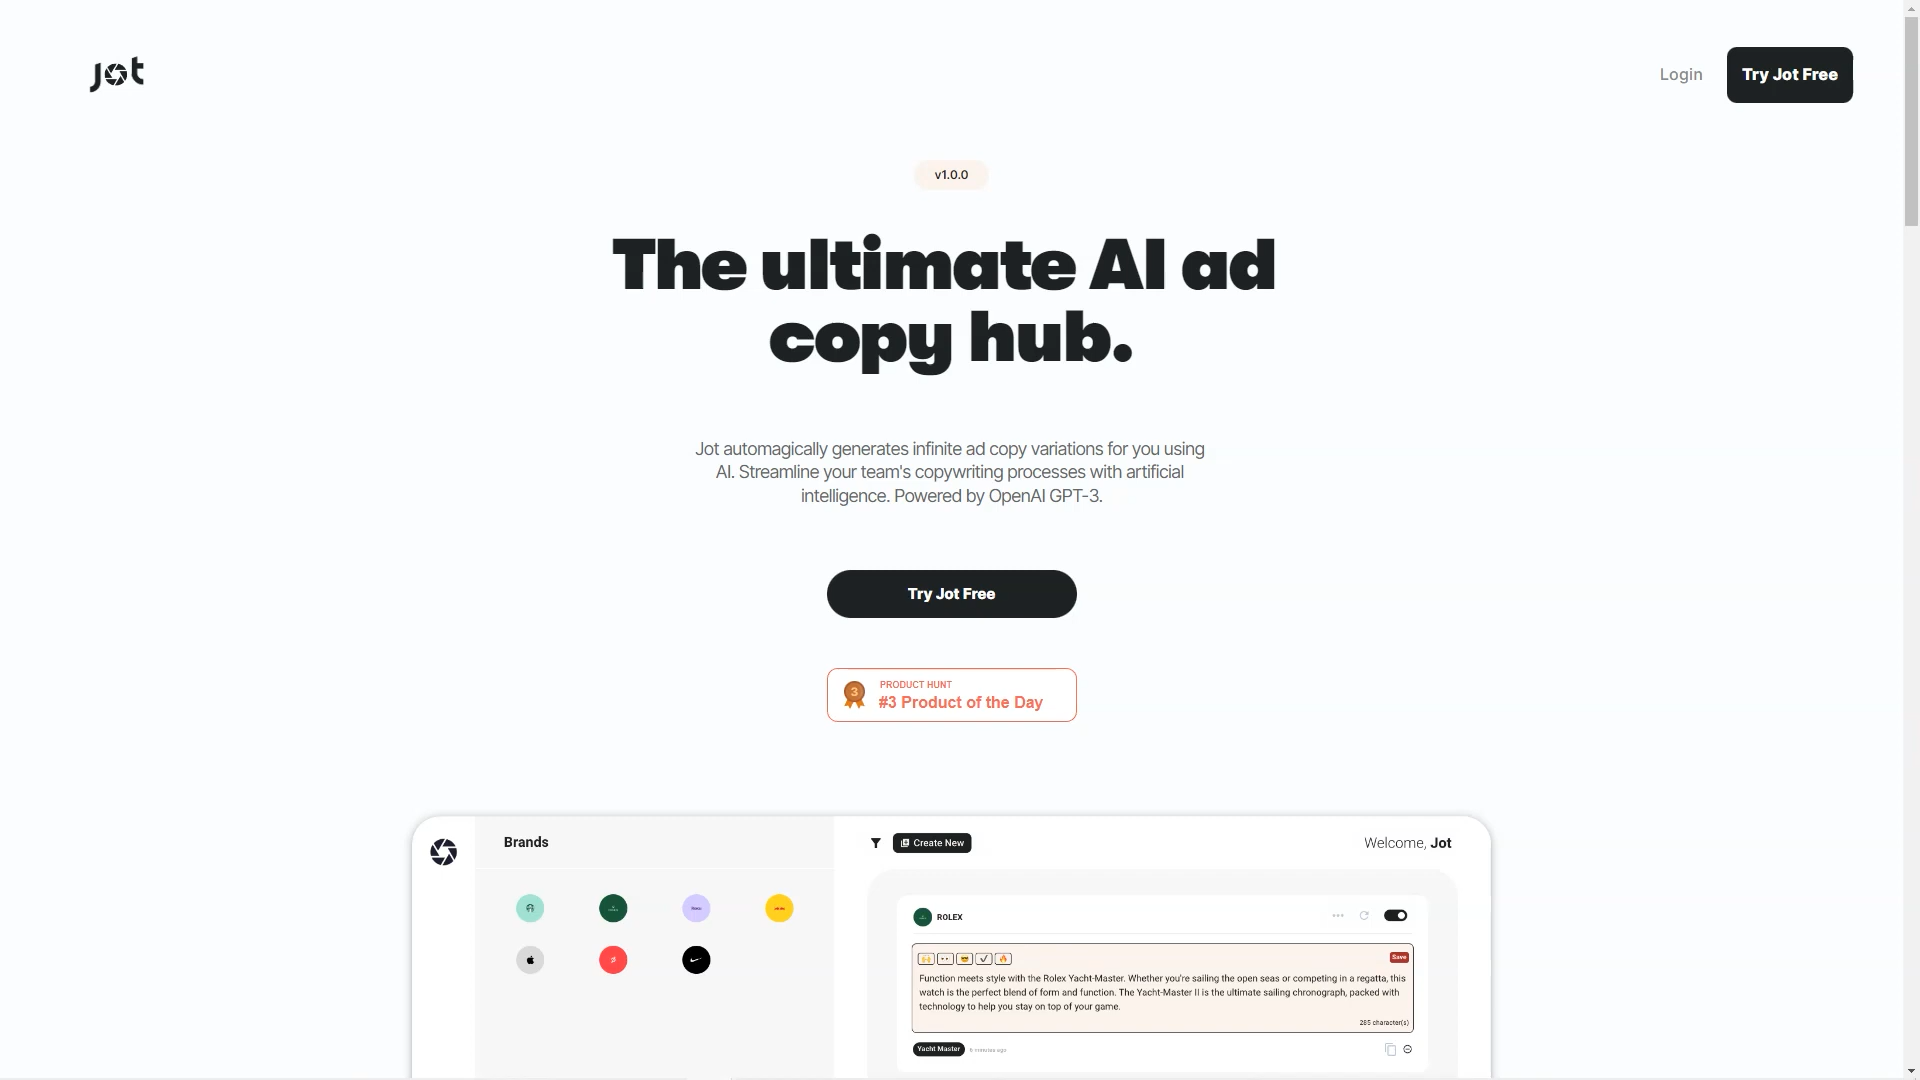 jot
Login
Try Jot Free
v1.0.0
The ultimate AI ad
copy hub.
Jot automagically generates infinite ad copy variations for you using
AI. Streamline your team's copywriting processes with artificial
intelligence. Powered by OpenAI GPT-3.
Try Jot Free
3
PRODUCT HUNT
#3 Product of the Day
Brands
Create New
Welcome, Jot
ROLEX
Save
Function meets style with the Rolex Yacht-Master. Whether you're sailing the open seas or competing in a regatta, this
watch is the perfect blend of form and function. The Yacht-Master II is the ultimate sailing chronograph, packed with
technology to help you stay on top of your game.
285 character(s)
Yacht Master
6 minutes ago